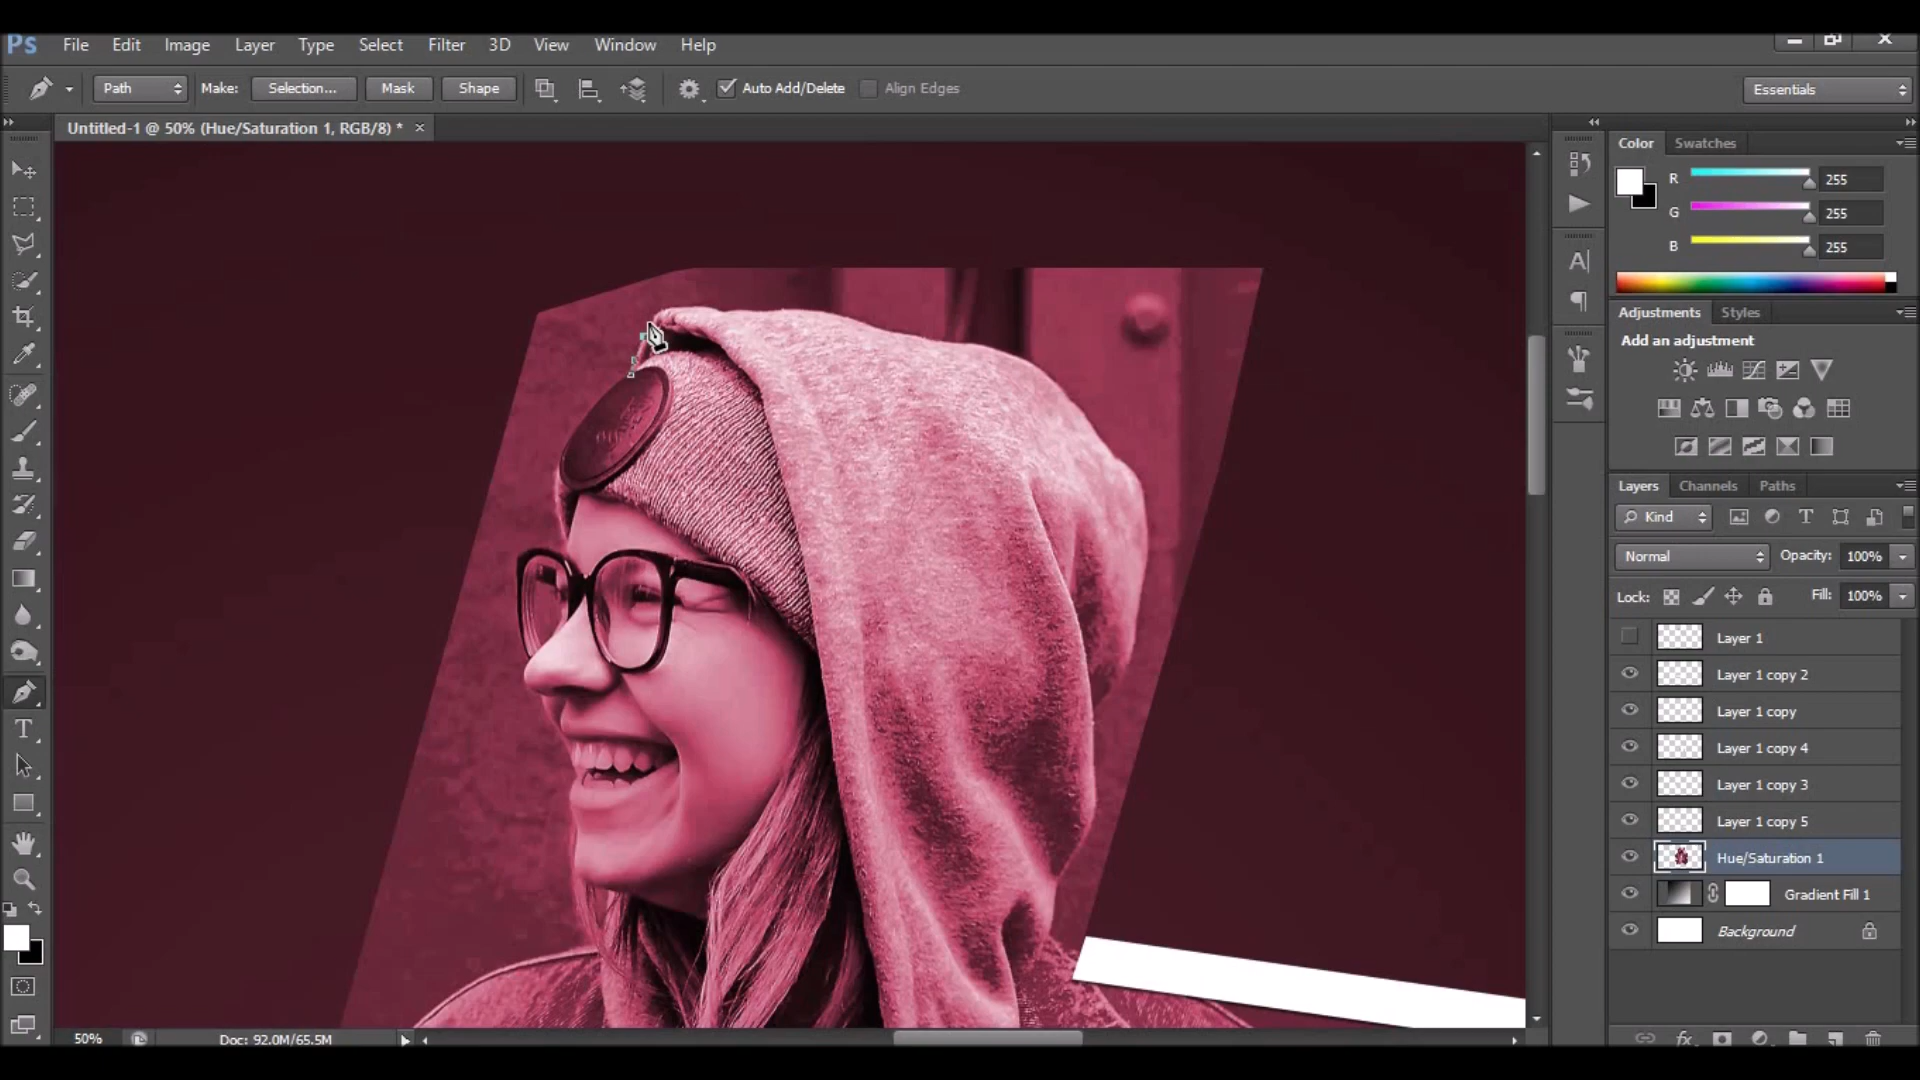 Ps File Edit Image Layer Type Select Filter 3D View Window Help
Path Make: Selection... Mask Shape Auto Add/Delete Align Edges Essentials
Untitled-1 @ 50% (Hue/Saturation 1, RGB/8) * ×
Color Swatches
R 255
G 255
B 255
Adjustments Styles
Add an adjustment
Layers Channels Paths
Kind
Normal Opacity: 100%
Lock: Fill: 100%
Layer 1
Layer 1 copy 2
Layer 1 copy
Layer 1 copy 4
Layer 1 copy 3
Layer 1 copy 5
Hue/Saturation 1
Gradient Fill 1
Background
50% Doc: 92.0M/65.5M